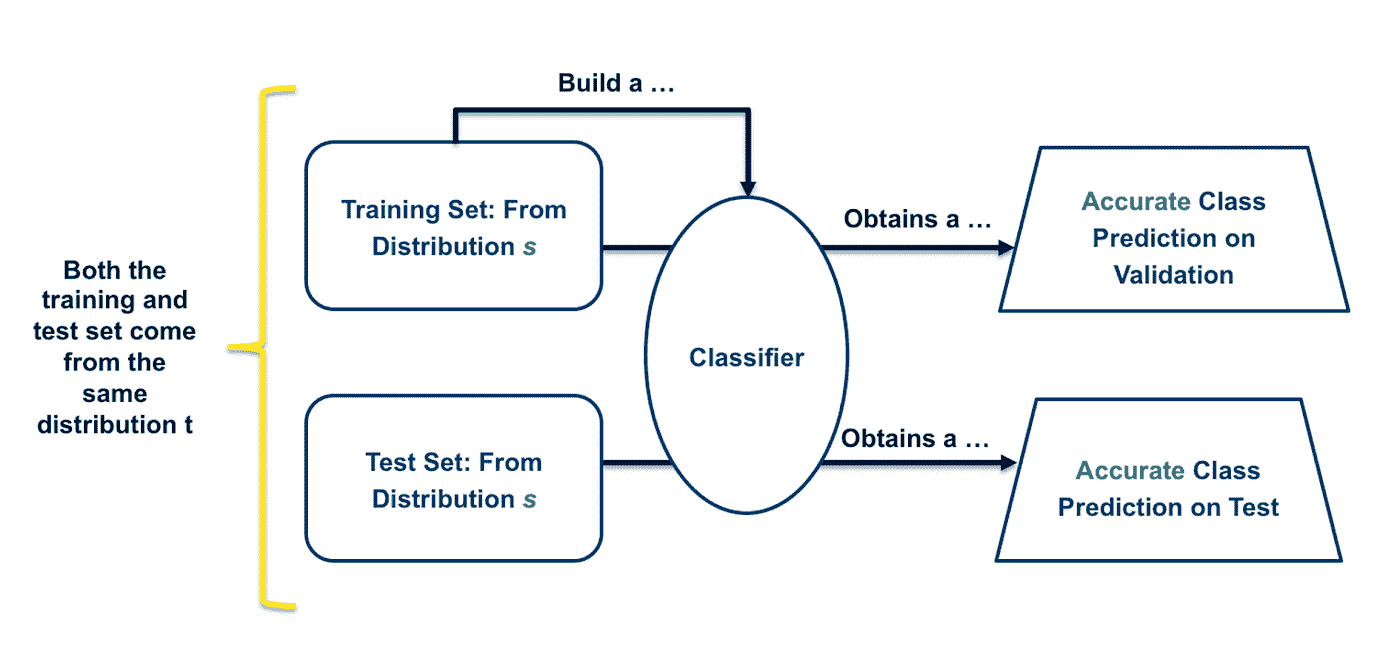 Build a …
Training Set: From
Distribution s
Obtains a …
Accurate Class
Prediction on
Validation
Both the
training and
test set come
from the
same
distribution t
Classifier
Test Set: From
Distribution s
Obtains a …
Accurate Class
Prediction on Test